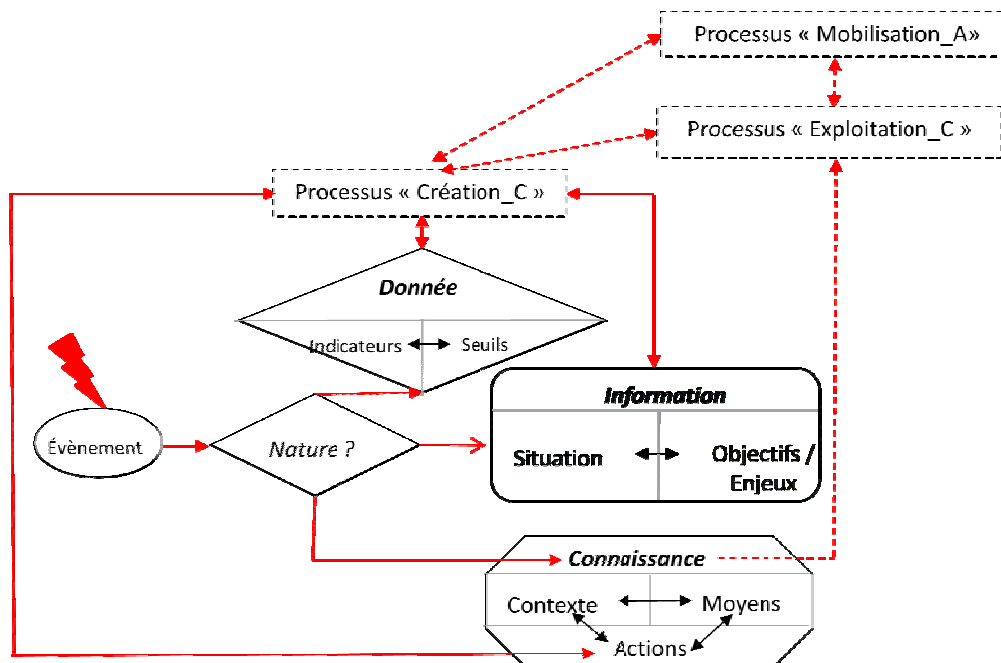 Processus « Mobilisation_A»
Processus « Exploitation_C »
Processus « Création_C »
Donnée
Indicateurs
Seuils
Évènement
Nature ?
Information
Situation
Objectifs /
Enjeux
Connaissance
Contexte
Moyens
Actions